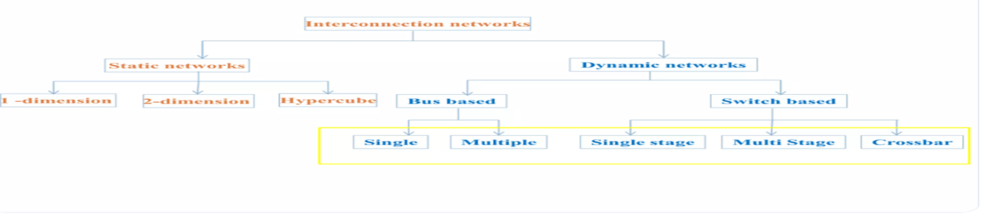 Interconnection networks
Static networks
Dynamic networks
1 -dimension
2-dimension
Hypercube
Bus based
Switch based
Single
Multiple
Single stage
Multi Stage
Crossbar